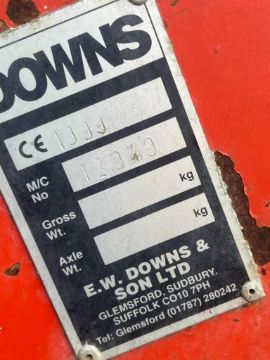 DOWNS
CE
M/C
No
Gross
Wt.
kg
Axle
Wt.
kg
E.W. DOWNS &
SON LTD
GLEMSFORD, SUDBURY,
SUFFOLK CO10 7PH
Tel: Glemsford (01787) 280242